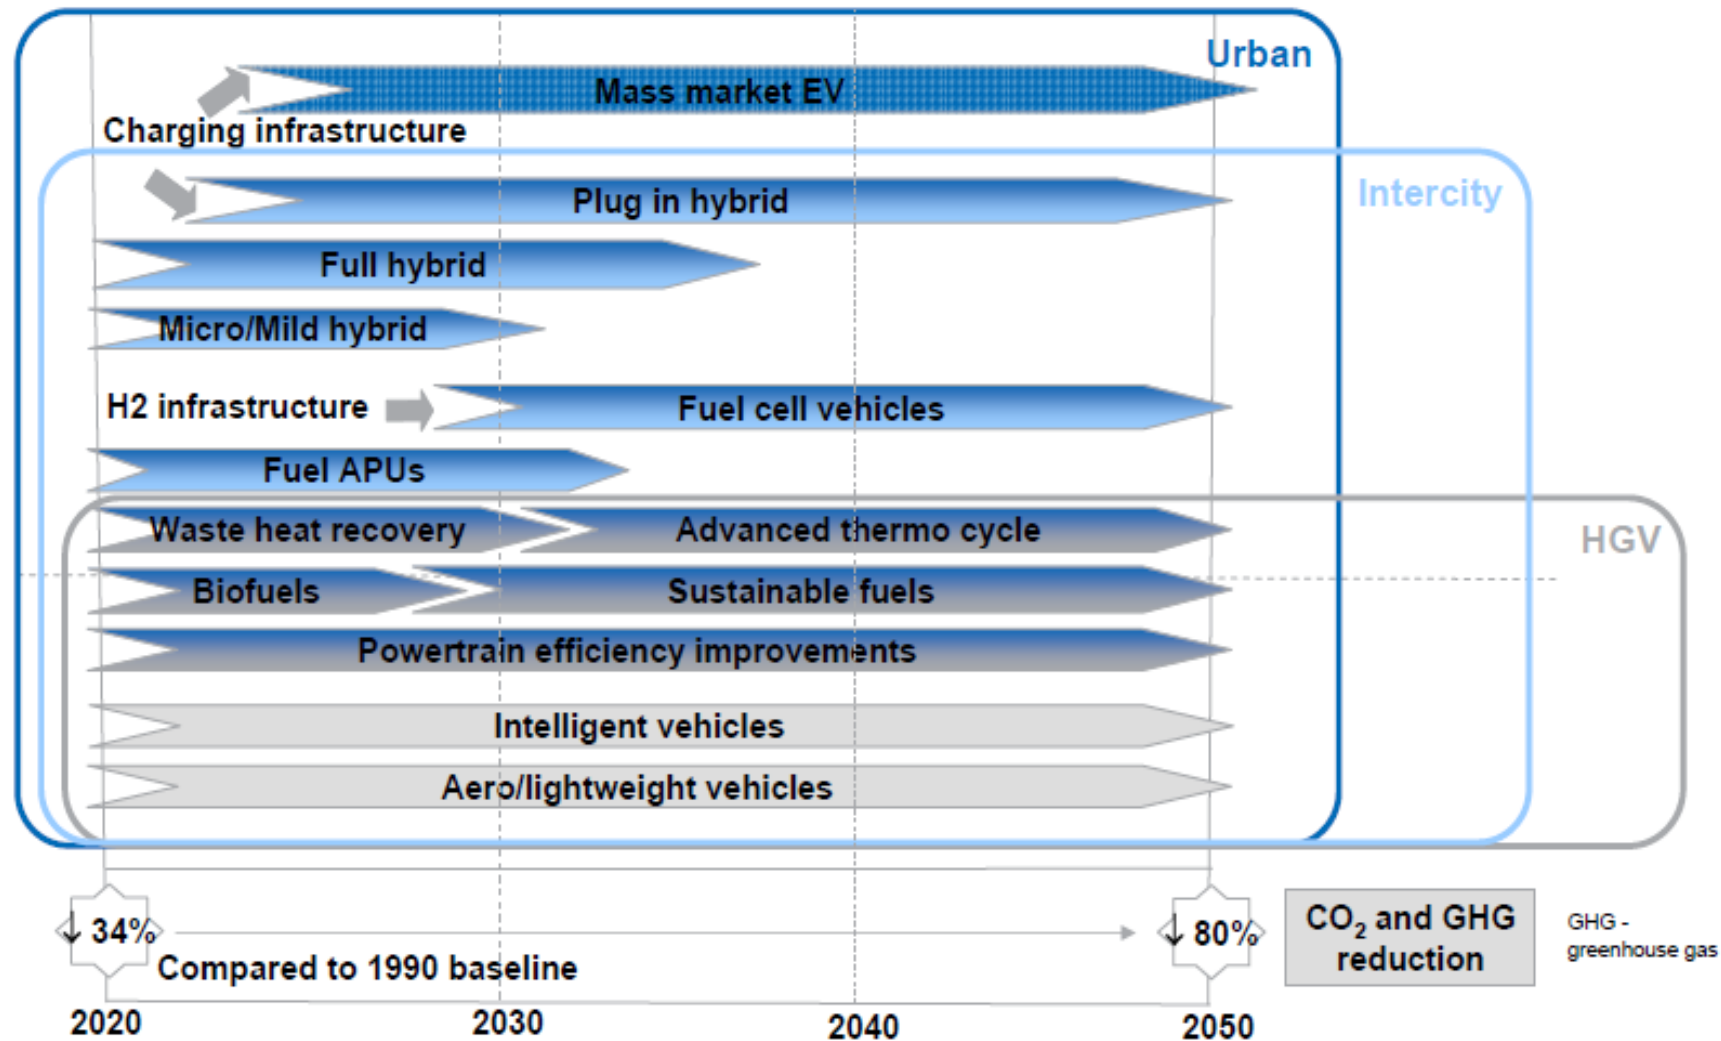 Urban
Mass market EV
Charging infrastructure
Intercity
Plug in hybrid
Full hybrid
Micro/Mild hybrid
H2 infrastructure
Fuel cell vehicles
Fuel APUs
Waste heat recovery
Advanced thermo cycle
HGV
Biofuels
Sustainable fuels
Powertrain efficiency improvements
Intelligent vehicles
Aero/lightweight vehicles
↓ 34%
↓ 80%
CO₂ and GHG
reduction
GHG -
greenhouse gas
Compared to 1990 baseline
2020
2030
2040
2050